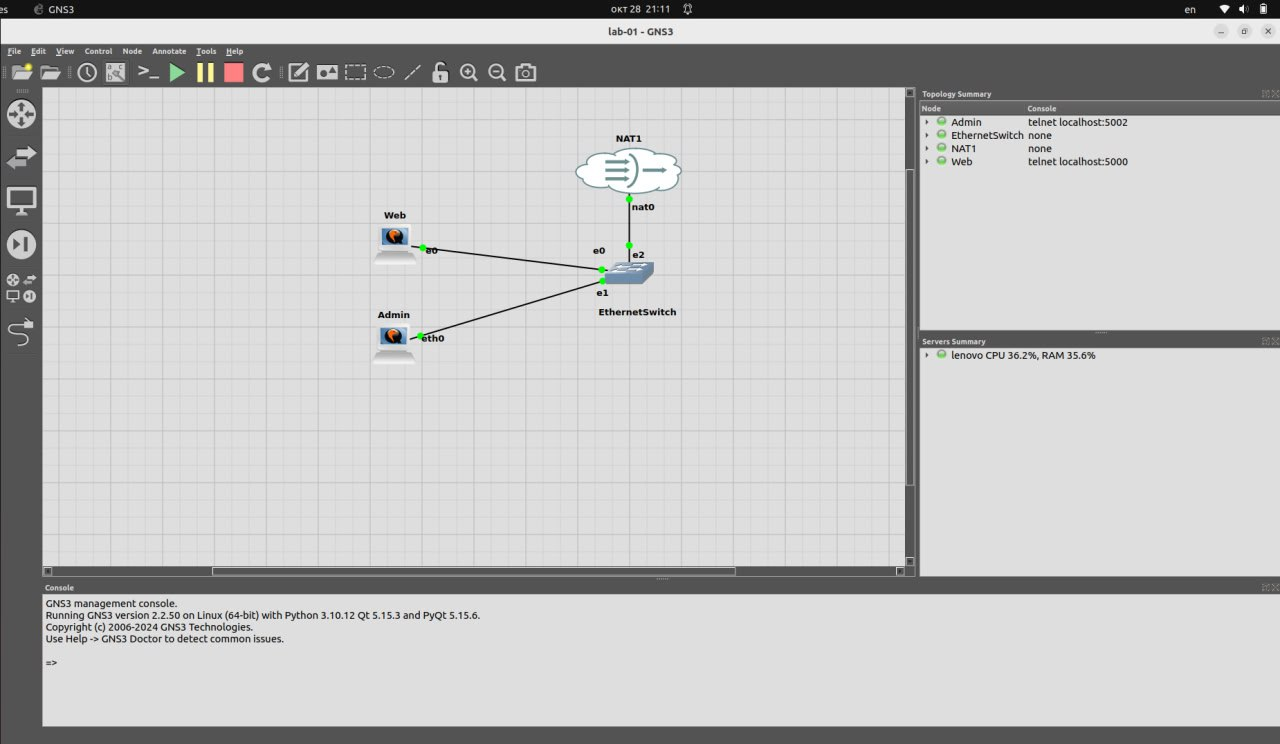 es GNS3 окт 28 21:11 en
lab-01 - GNS3
File Edit View Control Node Annotate Tools Help
Topology Summary
Node Console
Admin telnet localhost:5002
EthernetSwitch none
NAT1 none
Web telnet localhost:5000
NAT1
nat0
Web
e0
e0
e2
e1
EthernetSwitch
Admin
eth0
Servers Summary
lenovo CPU 36.2%, RAM 35.6%
Console
GNS3 management console.
Running GNS3 version 2.2.50 on Linux (64-bit) with Python 3.10.12 Qt 5.15.3 and PyQt 5.15.6.
Copyright (c) 2006-2024 GNS3 Technologies.
Use Help -> GNS3 Doctor to detect common issues.
=>